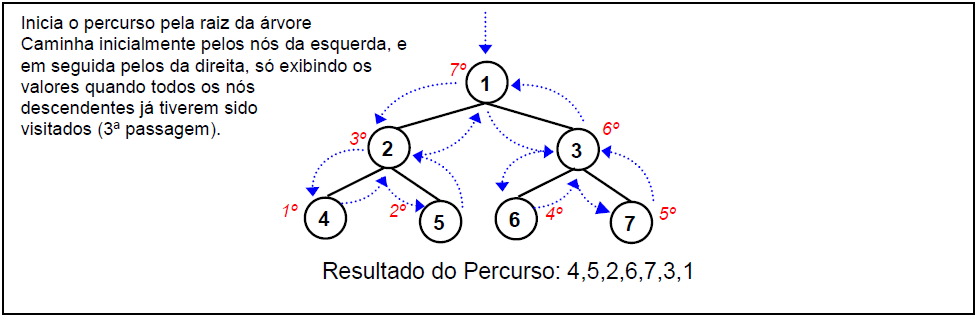 Inicia o percurso pela raiz da árvore
Caminha inicialmente pelos nós da esquerda, e
em seguida pelos da direita, só exibindo os
valores quando todos os nós
descendentes já tiverem sido
visitados (3ª passagem).
7º
1
3º
2
3
6º
1º
4
2º
5
6
4º
7
5º
Resultado do Percurso: 4,5,2,6,7,3,1